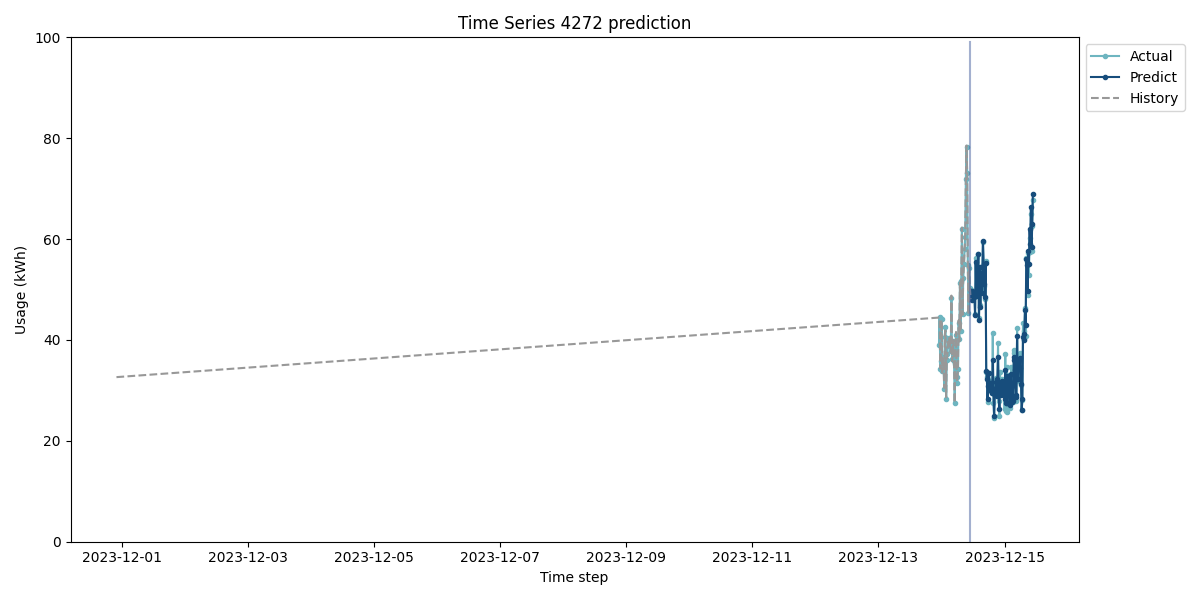 Time Series 4272 prediction
100
80
60
40
20
0
Usage (kWh)
2023-12-01
2023-12-03
2023-12-05
2023-12-07
2023-12-09
2023-12-11
2023-12-13
2023-12-15
Time step
Actual
Predict
History